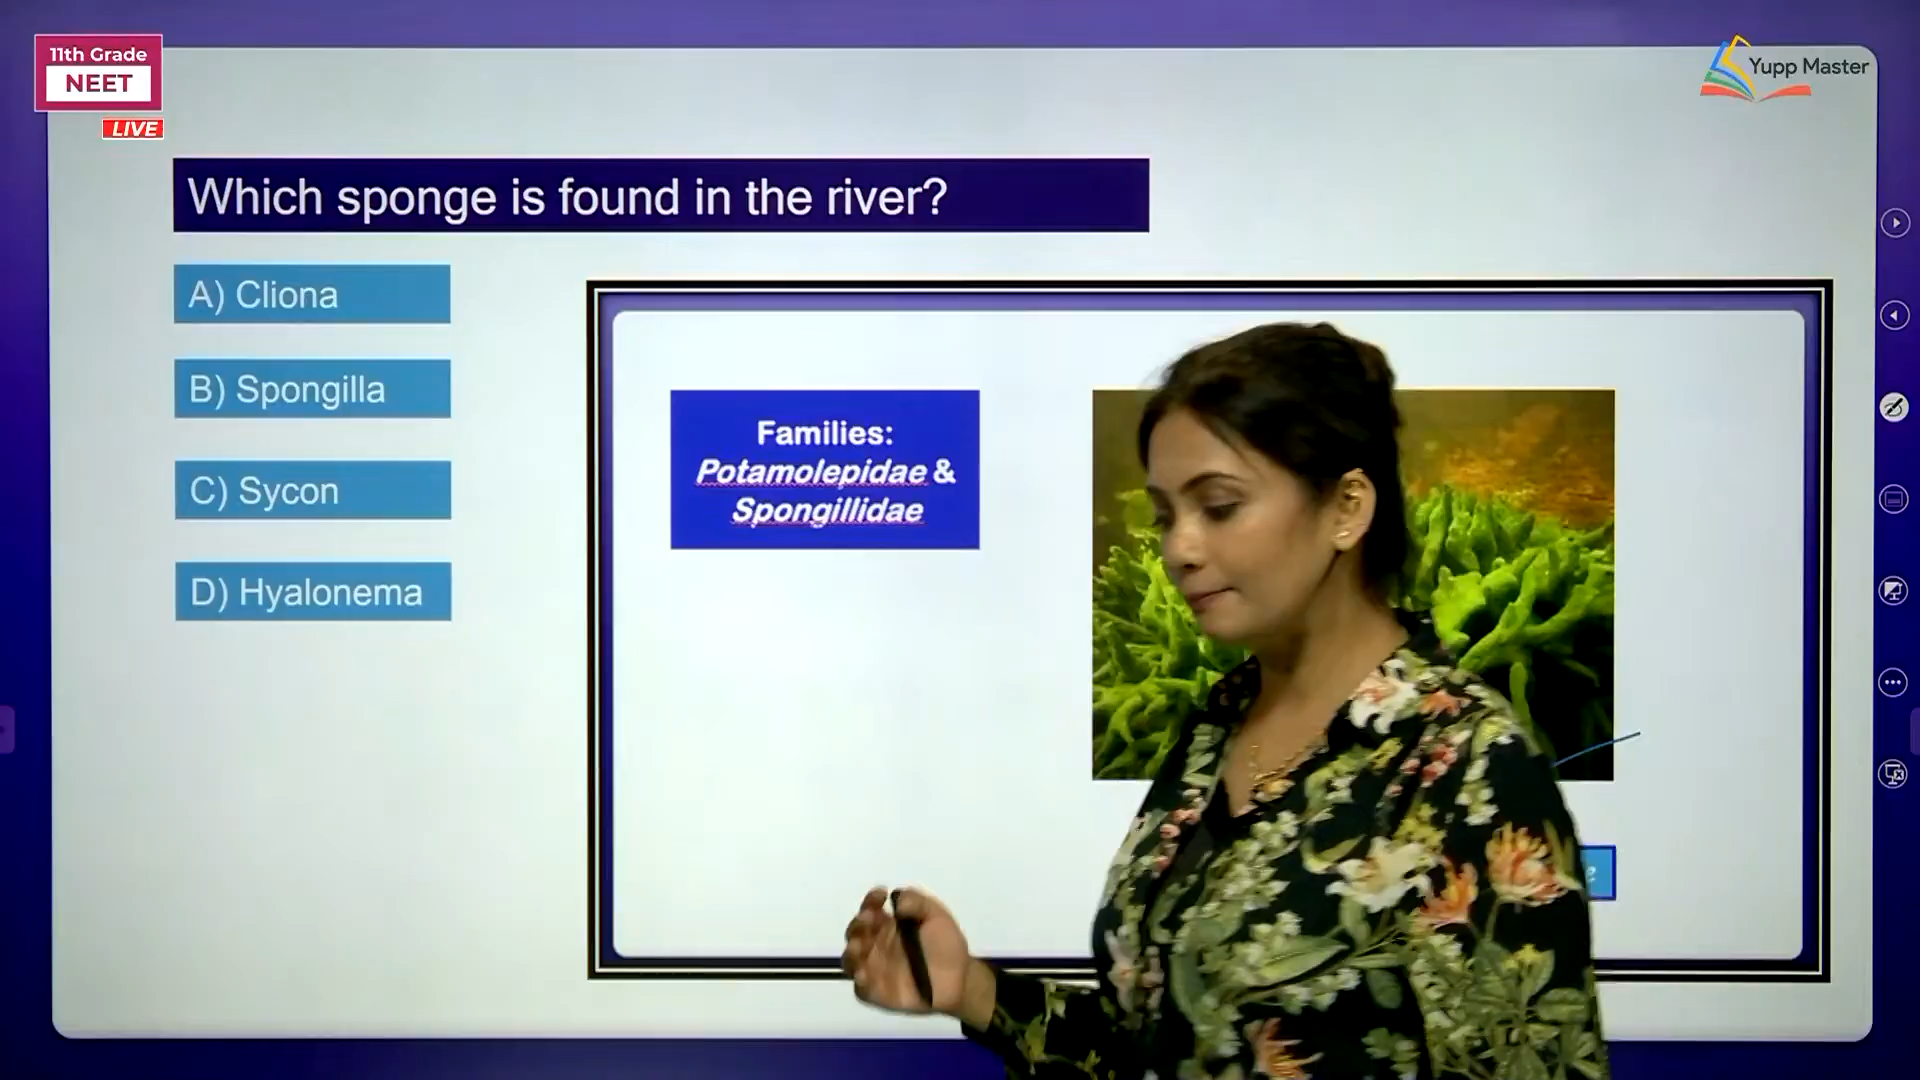 11th Grade
NEET
LIVE
Yupp Master
Which sponge is found in the river?
A) Cliona
B) Spongilla
C) Sycon
D) Hyalonema
Families:
Potamolepidae &
Spongillidae